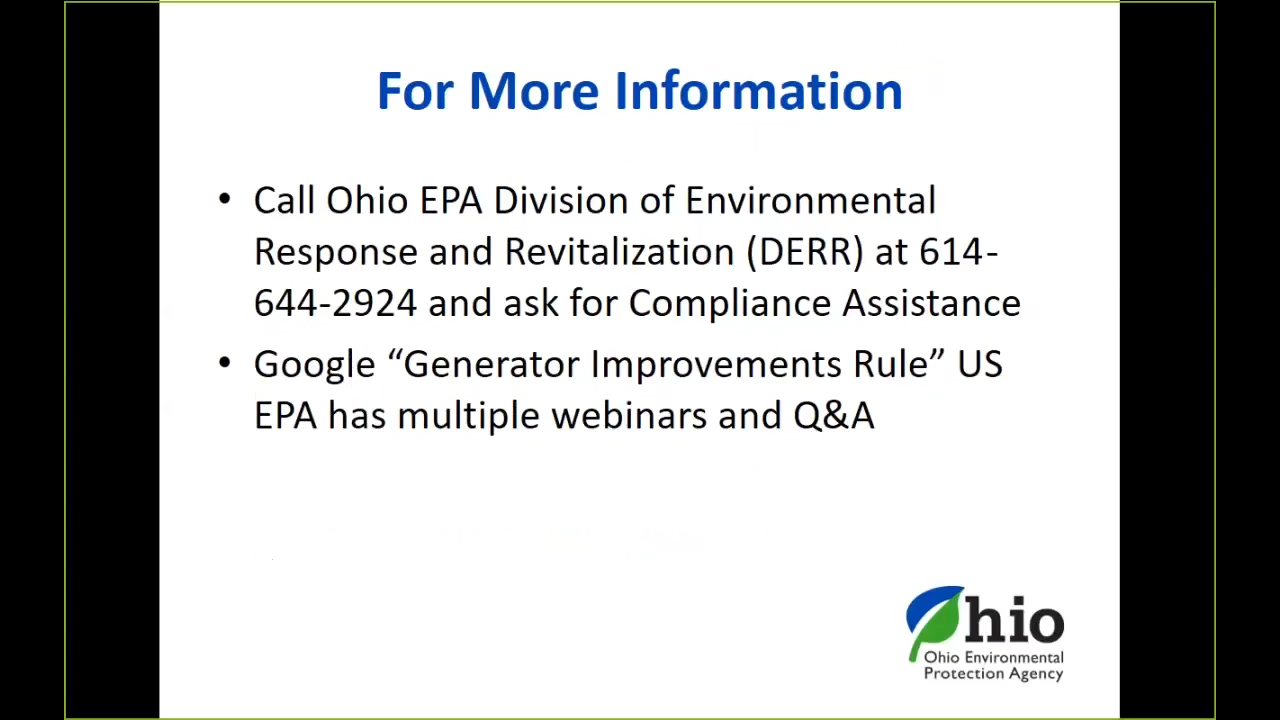 For More Information
• Call Ohio EPA Division of Environmental
Response and Revitalization (DERR) at 614-
644-2924 and ask for Compliance Assistance
• Google “Generator Improvements Rule” US
EPA has multiple webinars and Q&A
Ohio
Ohio Environmental
Protection Agency